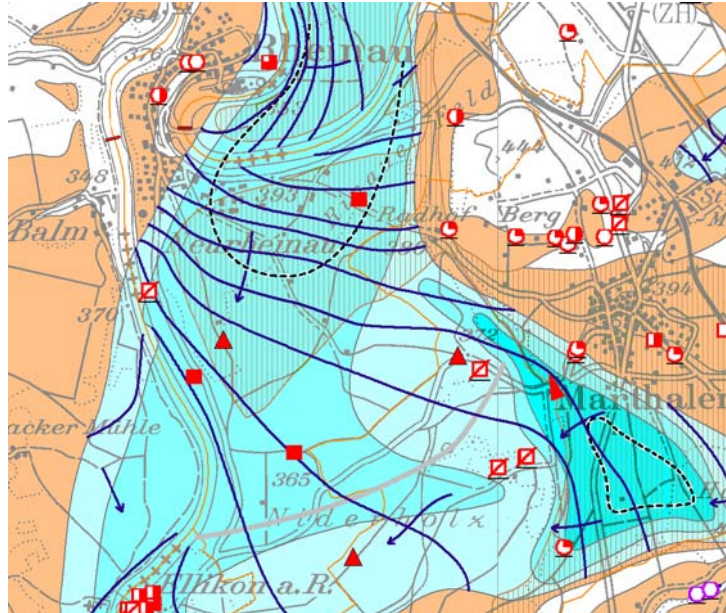 354
(ZH)
376
Rheinau
444
348
393
Balm
Radhof
Berg
Neurheinau
394
370
372
Marthalen
acker Mühle
365
Niderholz
Ellikon a.R.